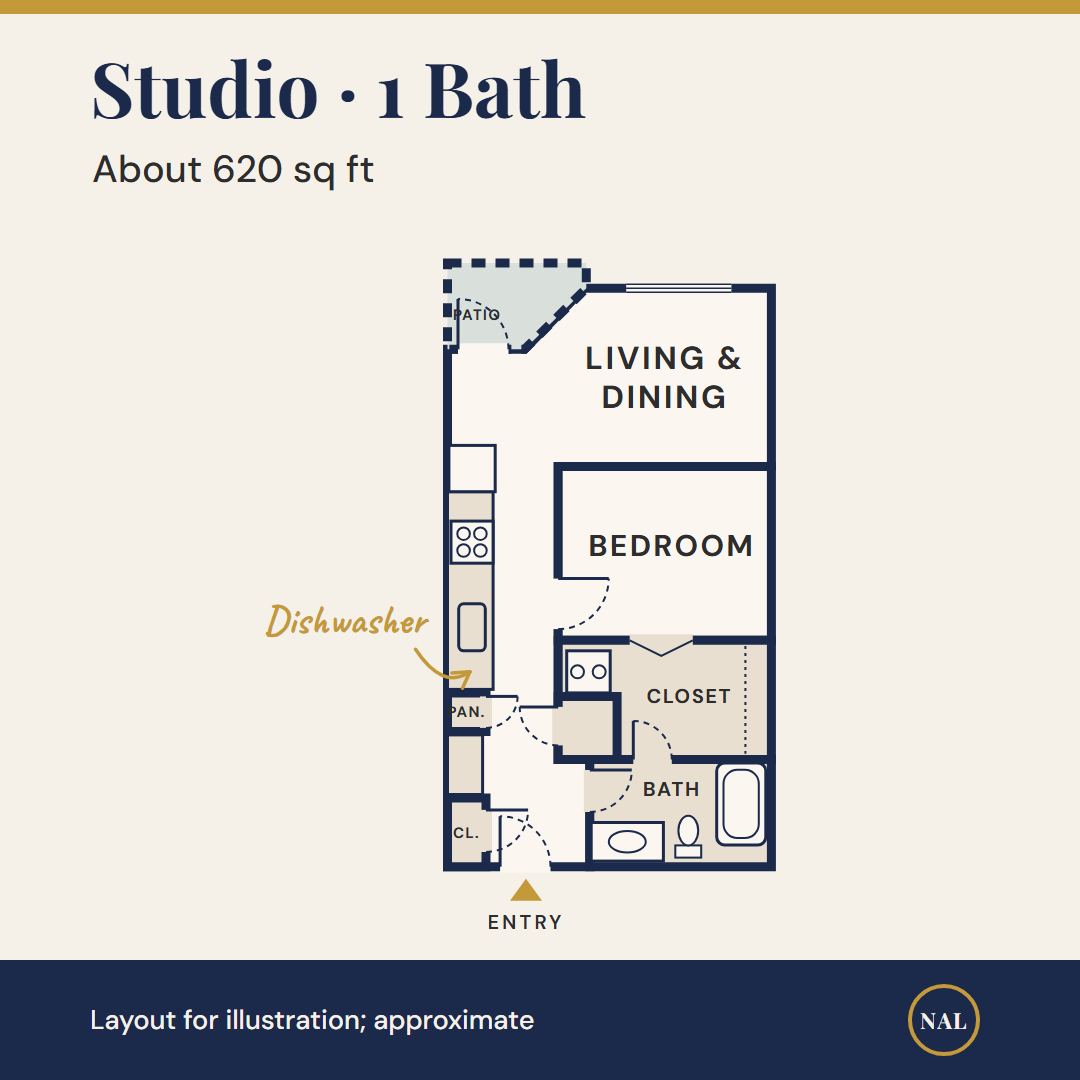 Studio · 1 Bath
About 620 sq ft
PATIO
LIVING &
DINING
BEDROOM
Dishwasher
CLOSET
PAN.
BATH
CL.
ENTRY
Layout for illustration; approximate
NAL